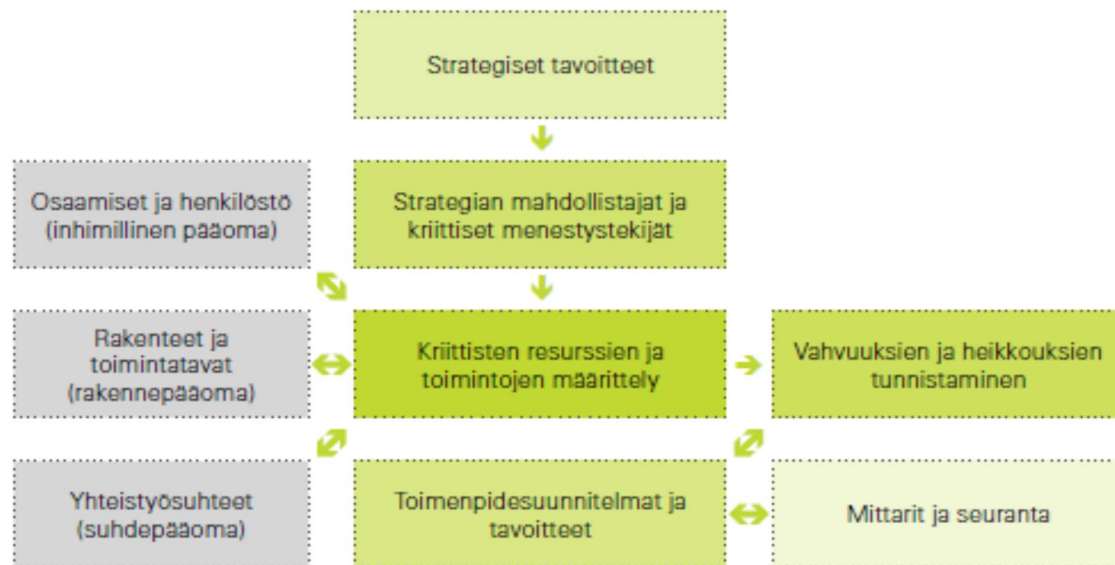 Strategiset tavoitteet
Osaamiset ja henkilöstö
(inhimillinen pääoma)
Strategian mahdollistajat ja
kriittiset menestystekijät
Rakenteet ja
toimintatavat
(rakennepääoma)
Kriittisten resurssien ja
toimintojen määrittely
Vahvuuksien ja heikkouksien
tunnistaminen
Yhteistyösuhteet
(suhdepääoma)
Toimenpidesuunnitelmat ja
tavoitteet
Mittarit ja seuranta